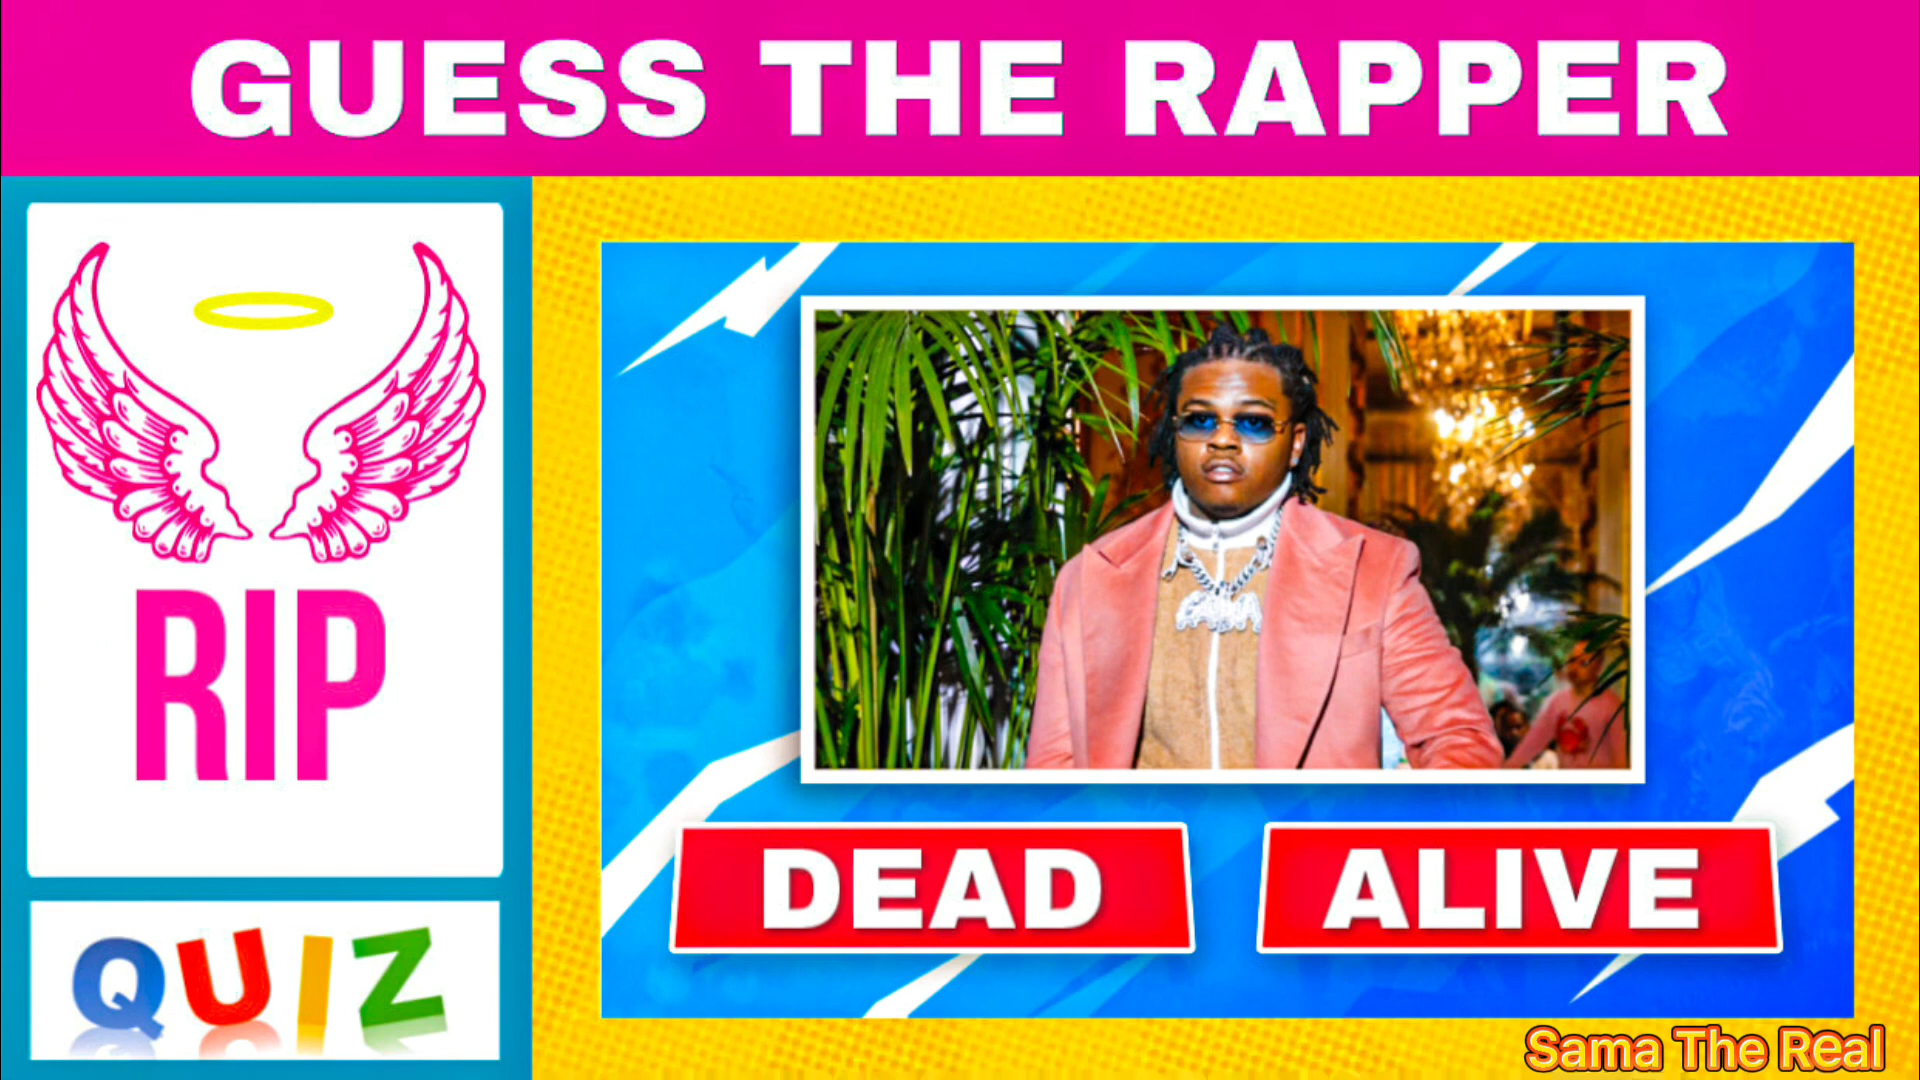 GUESS THE RAPPER
RIP
DEAD
ALIVE
QUIZ
Sama The Real